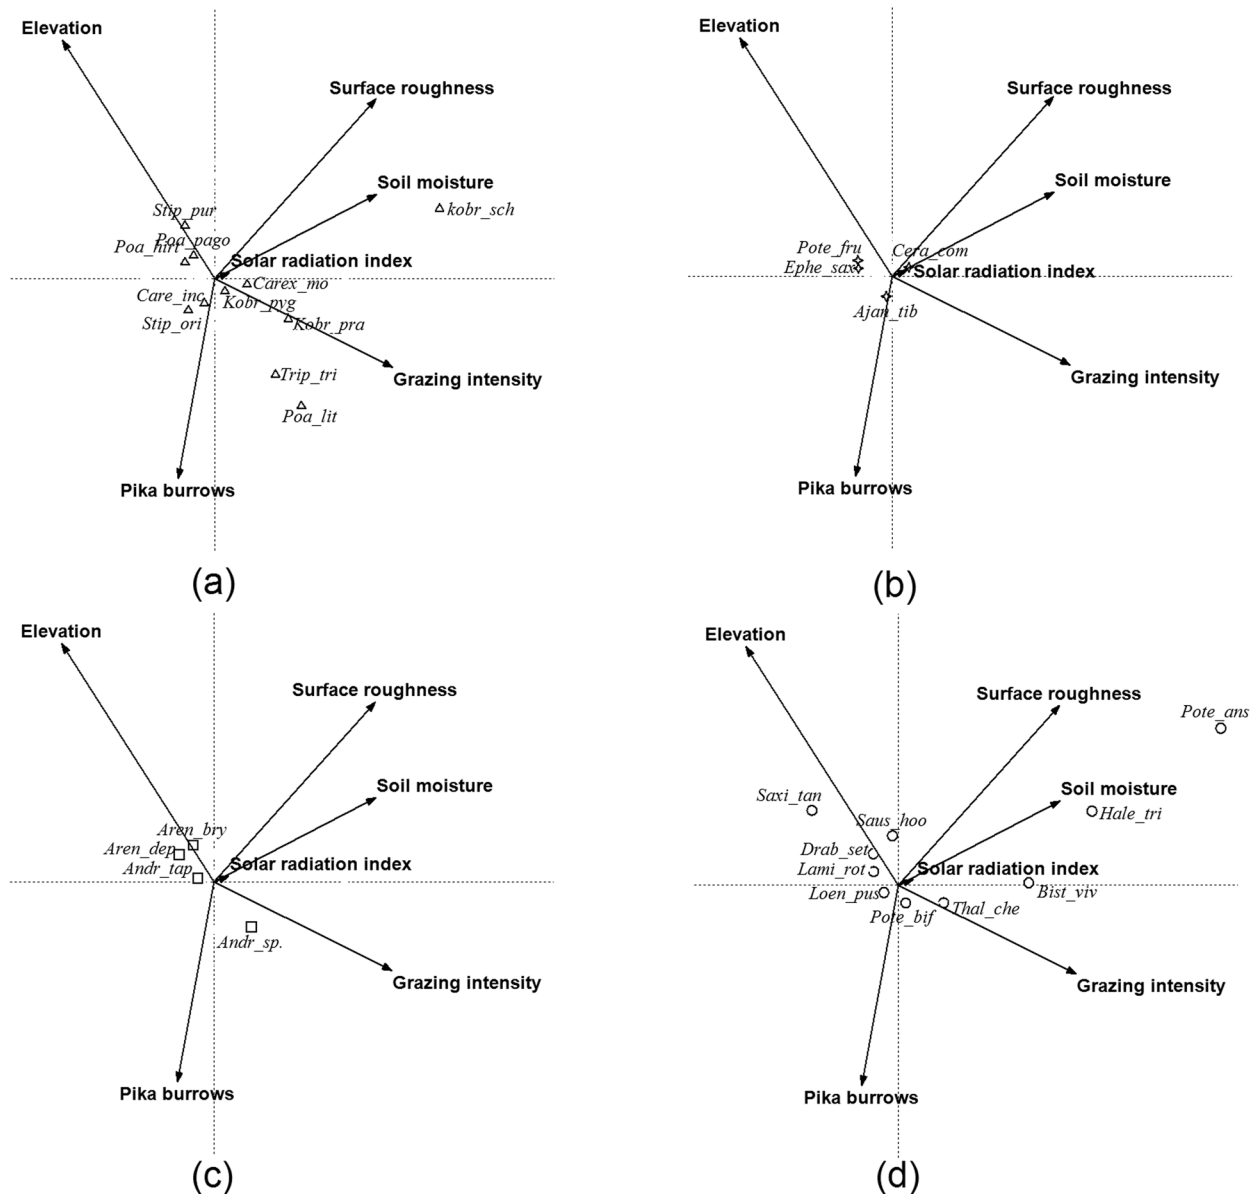 Elevation
Surface roughness
Soil moisture
Stip_pur
kobr_sch
Poa_pago
Poa_hirt
Solar radiation index
Carex_mo
Care_inc
Kobr_pyg
Stip_ori
Kobr_pra
Trip_tri
Grazing intensity
Poa_lit
Pika burrows
(a)
Elevation
Surface roughness
Soil moisture
Pote_fru
Cera_com
Ephe_sax
Solar radiation index
Ajan_tib
Grazing intensity
Pika burrows
(b)
Elevation
Surface roughness
Soil moisture
Aren_bry
Aren_dep
Andr_tap
Solar radiation index
Andr_sp.
Grazing intensity
Pika burrows
(c)
Elevation
Surface roughness
Pote_ans
Soil moisture
Saxi_tan
Hale_tri
Saus_hoo
Drab_set
Lami_rot
Solar radiation index
Loen_pus
Bist_viv
Pote_bif
Thal_che
Grazing intensity
Pika burrows
(d)